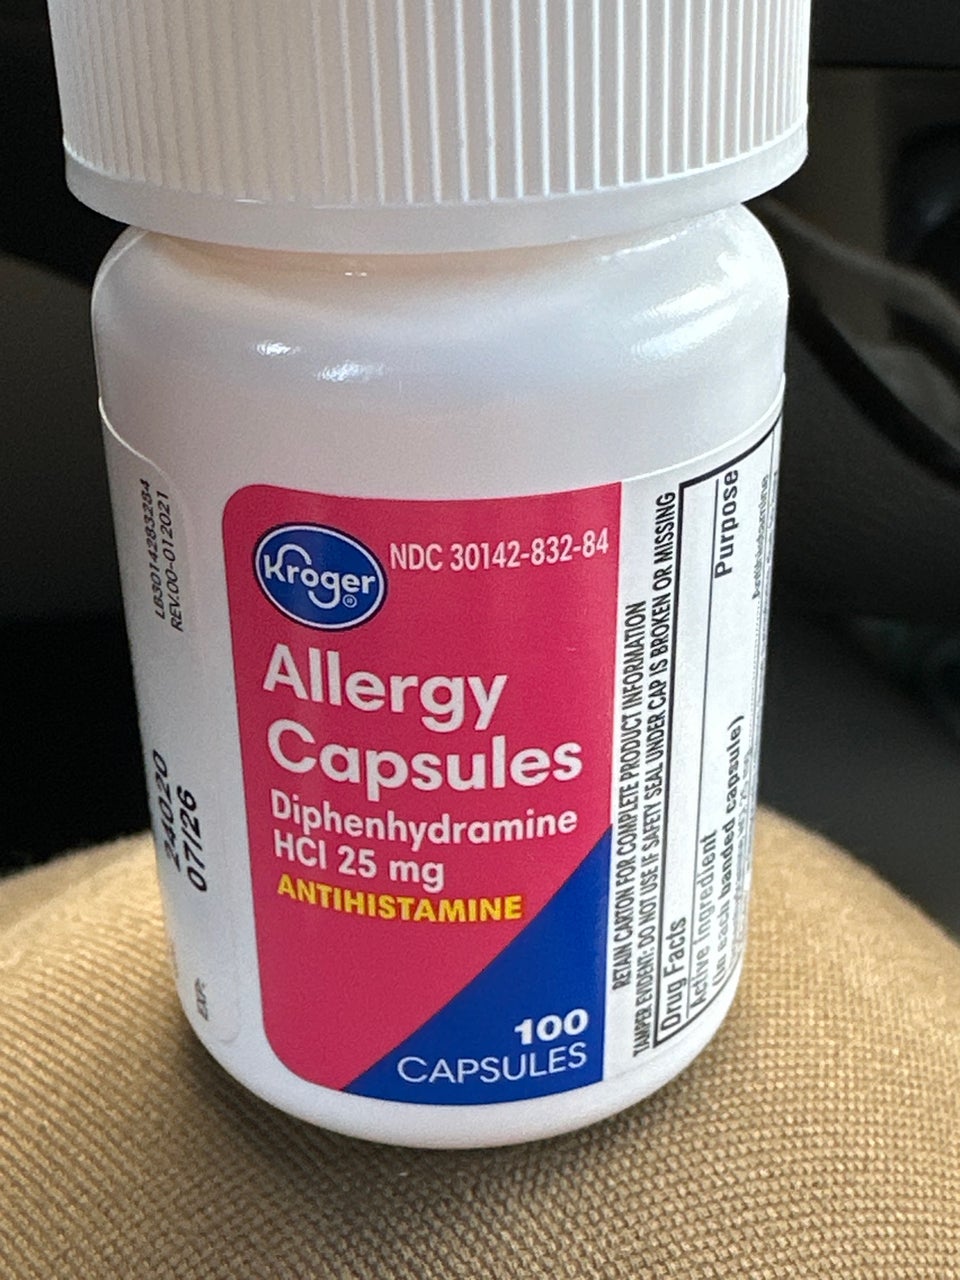 LB3014283284
REV.00-012021
24020
07/26
EXP:
Kroger®
NDC 30142-832-84
Allergy
Capsules
Diphenhydramine
HCl 25 mg
ANTIHISTAMINE
100
CAPSULES
RETAIN CARTON FOR COMPLETE PRODUCT INFORMATION
TAMPER EVIDENT: DO NOT USE IF SAFETY SEAL UNDER CAP IS BROKEN OR MISSING
Drug Facts
Active ingredient
(in each banded capsule) Purpose